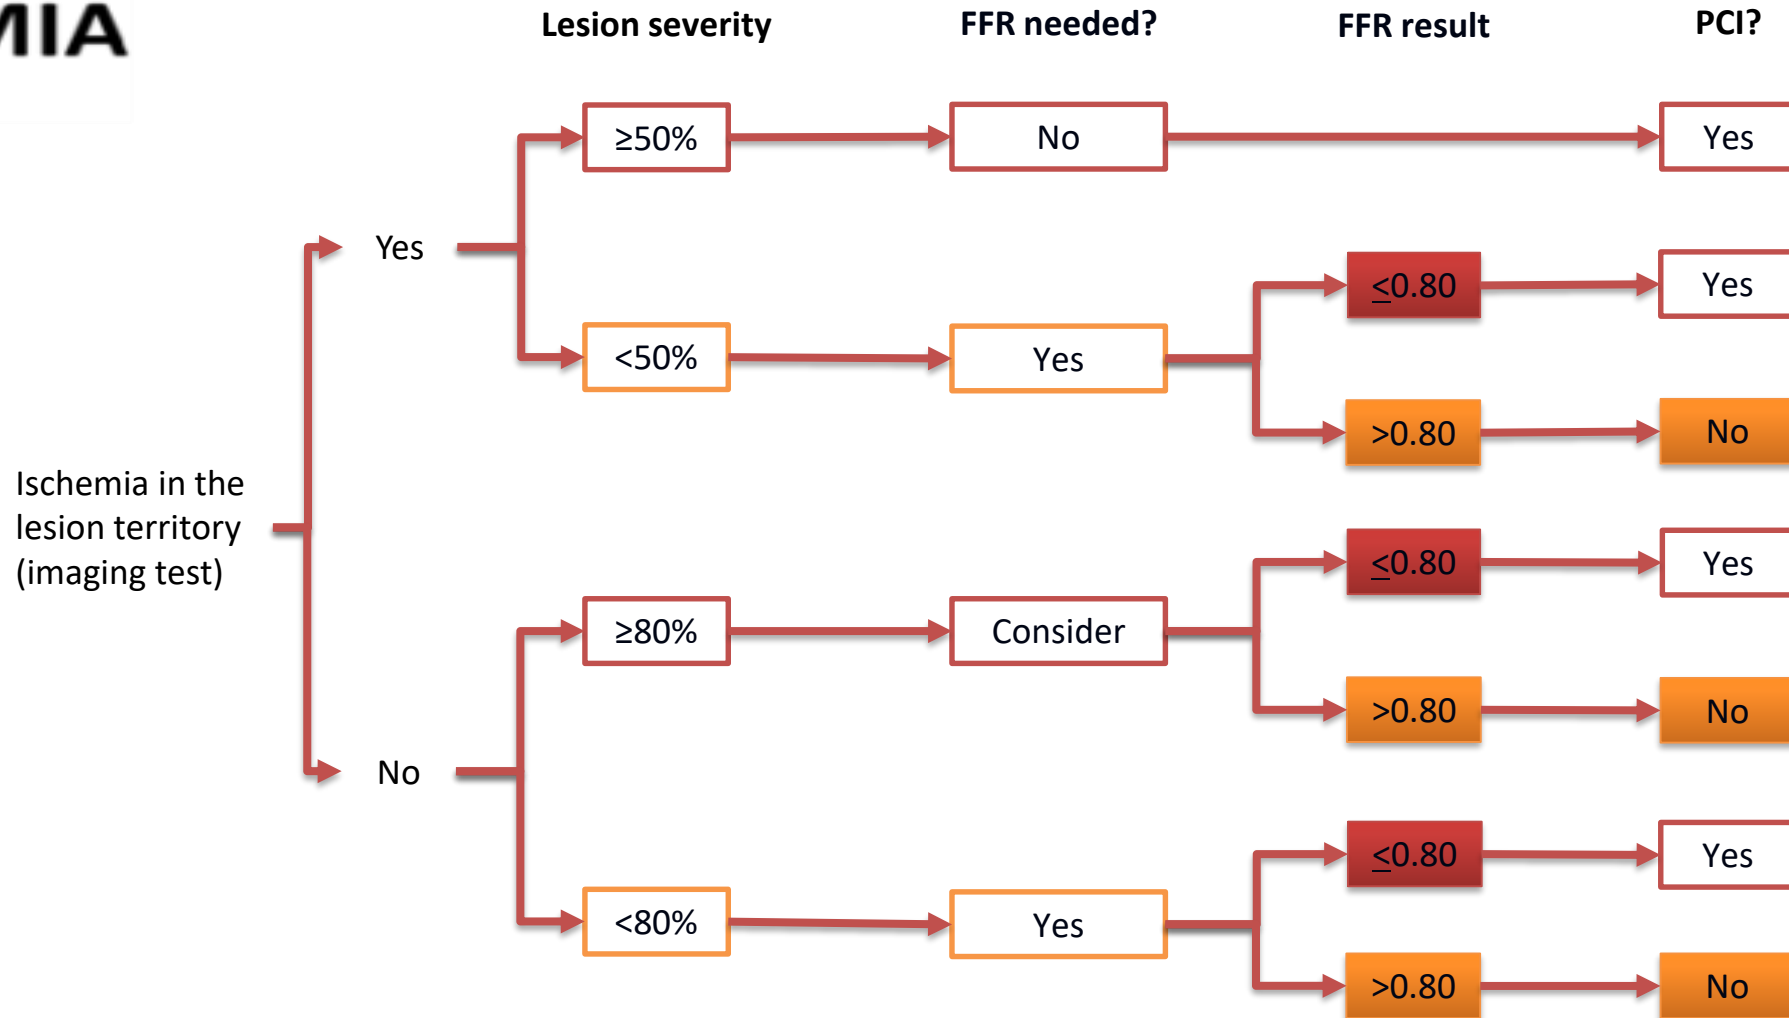 MIA
Lesion severity FFR needed? FFR result PCI?
≥50% No Yes
Yes
≤0.80 Yes
<50% Yes
>0.80 No
Ischemia in the
lesion territory
(imaging test)
≤0.80 Yes
≥80% Consider
>0.80 No
No
≤0.80 Yes
<80% Yes
>0.80 No